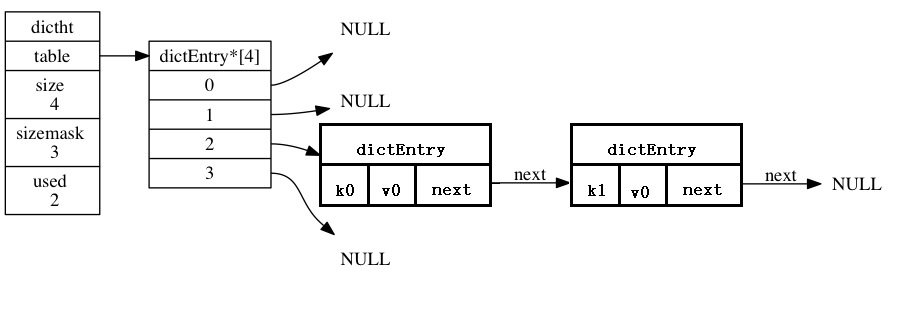 dictht
table
size
4
sizemask
3
used
2
dictEntry*[4]
0
1
2
3
NULL
NULL
dictEntry
k0 v0 next
next
dictEntry
k1 v0 next
next
NULL
NULL